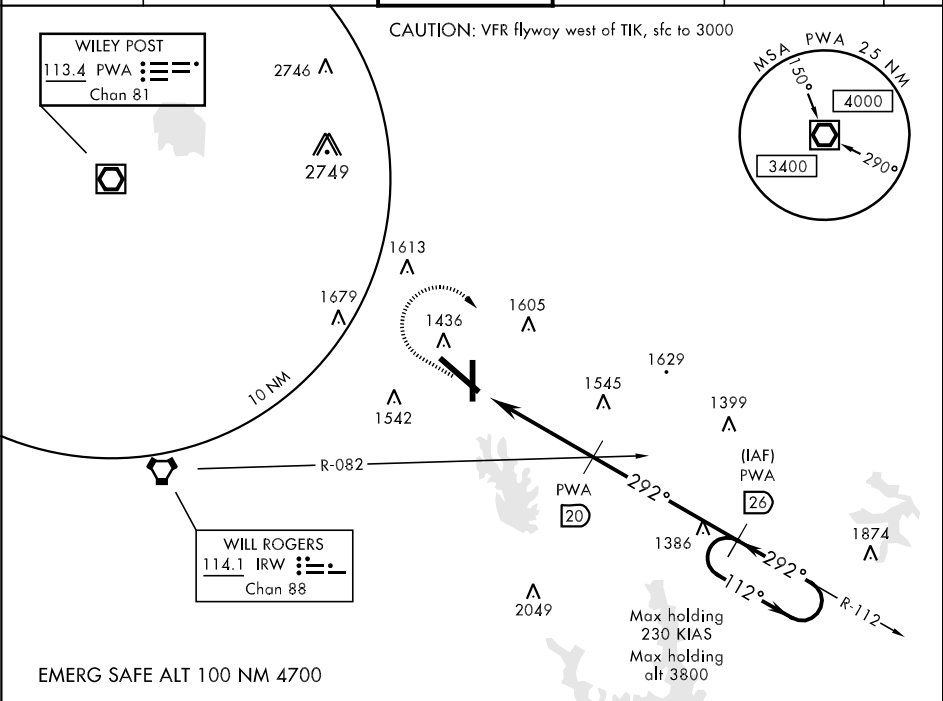 CAUTION: VFR flyway west of TIK, sfc to 3000
WILEY POST
113.4 PWA
Chan 81
2746
2749
MSA PWA 25 NM
150°
4000
3400
290°
1613
1679
1436
1605
1629
10 NM
1542
1545
1399
R-082
292°
(IAF)
PWA
26
PWA
20
1386
1874
292°
112°
R-112
WILL ROGERS
114.1 IRW
Chan 88
2049
Max holding
230 KIAS
Max holding
alt 3800
EMERG SAFE ALT 100 NM 4700